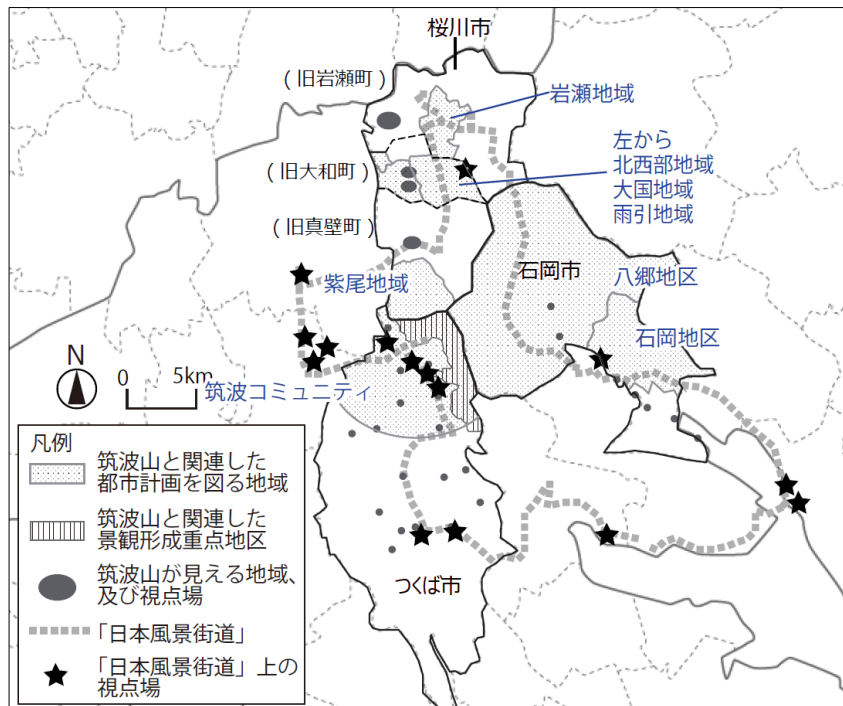 桜川市
(旧岩瀬町)
岩瀬地域
左から
北西部地域
大国地域
雨引地域
(旧大和町)
(旧真壁町)
石岡市
八郷地区
紫尾地域
石岡地区
N
0 5km
筑波コミュニティ
凡例
筑波山と関連した
都市計画を図る地域
筑波山と関連した
景観形成重点地区
筑波山が見える地域、
及び視点場
「日本風景街道」
「日本風景街道」上の
視点場
つくば市